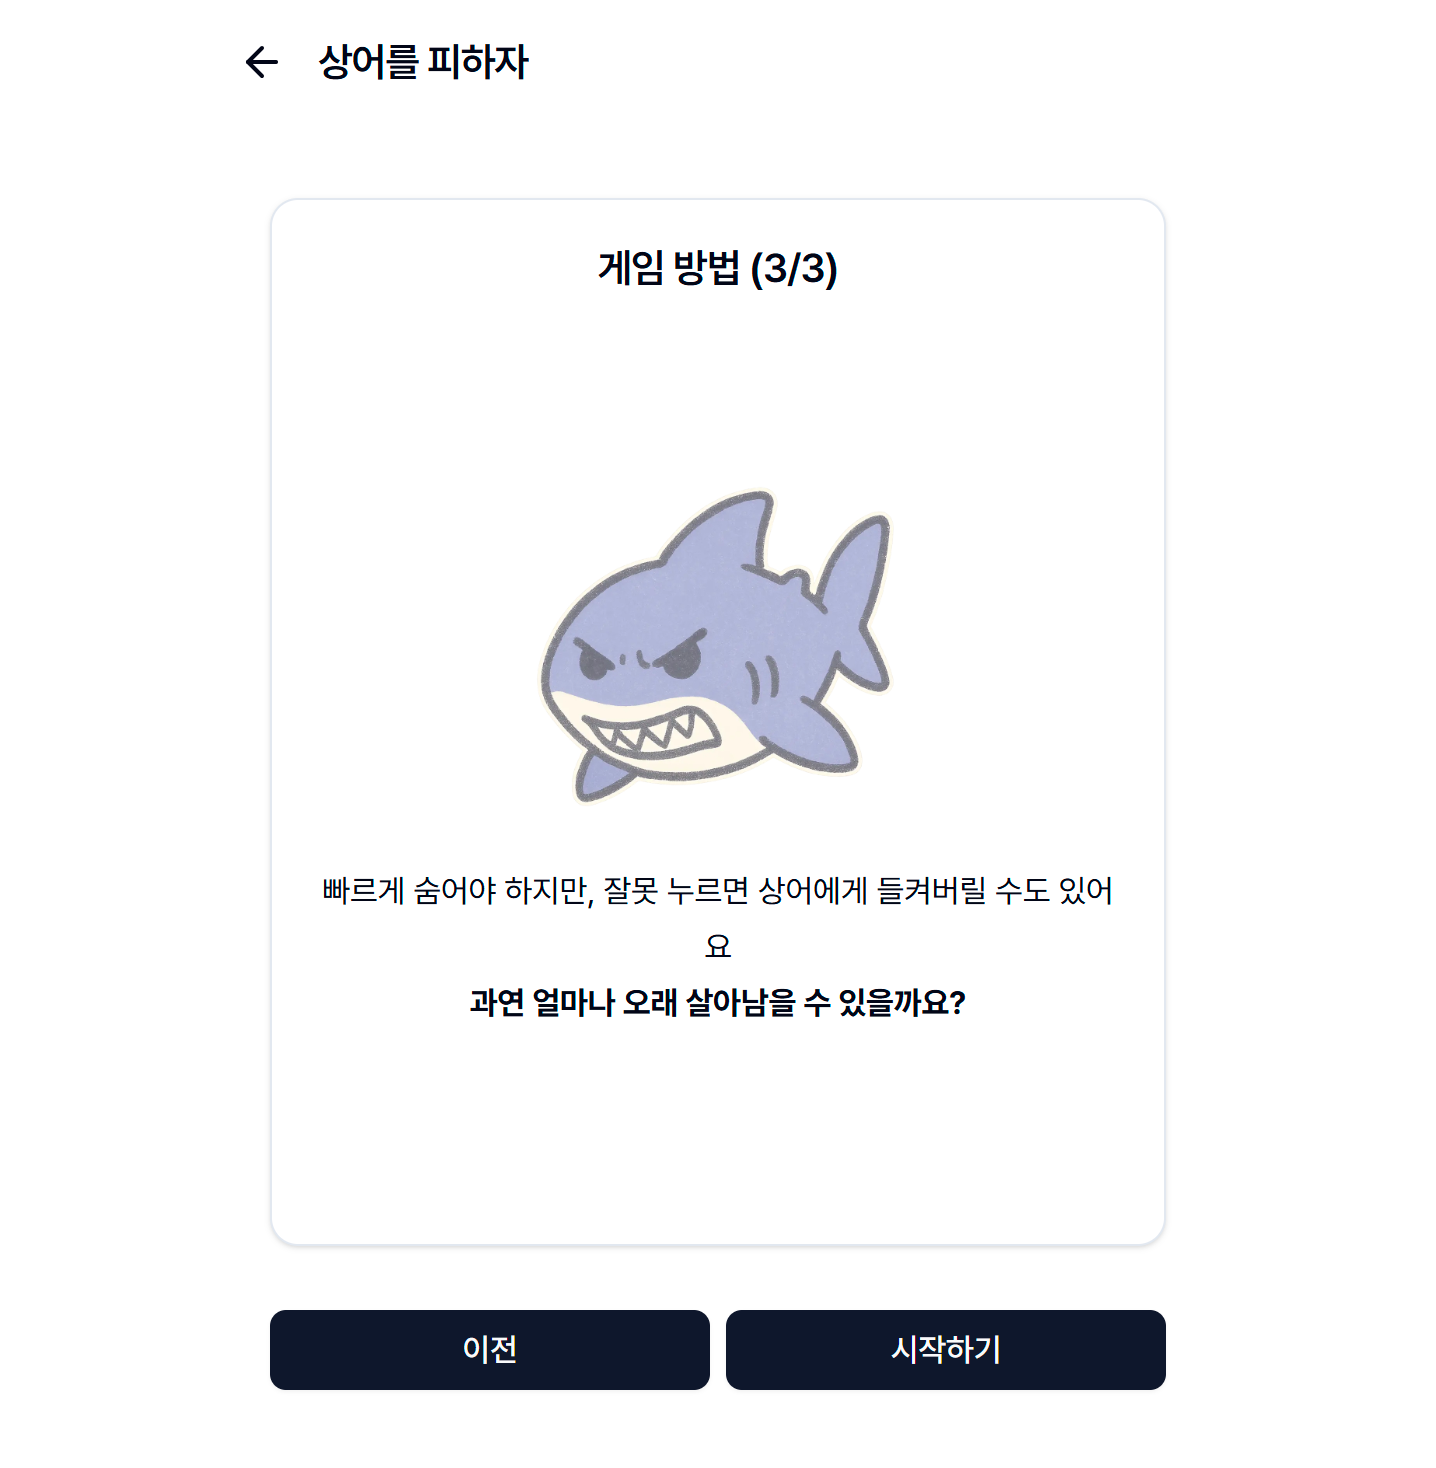 상어를 피하자
게임 방법 (3/3)
빠르게 숨어야 하지만, 잘못 누르면 상어에게 들켜버릴 수도 있어
요
과연 얼마나 오래 살아남을 수 있을까요?
이전
시작하기